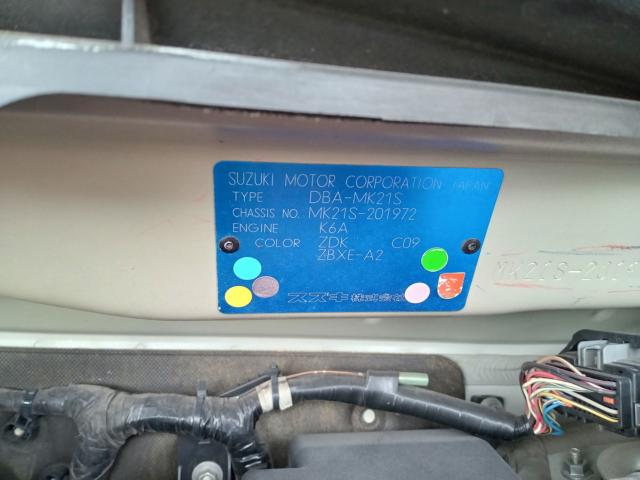 SUZUKI MOTOR CORPORATION JAPAN
TYPE DBA-MK21S
CHASSIS NO. MK21S-201972
ENGINE K6A
COLOR ZDK C09
ZBXE-A2
スズキ株式会社